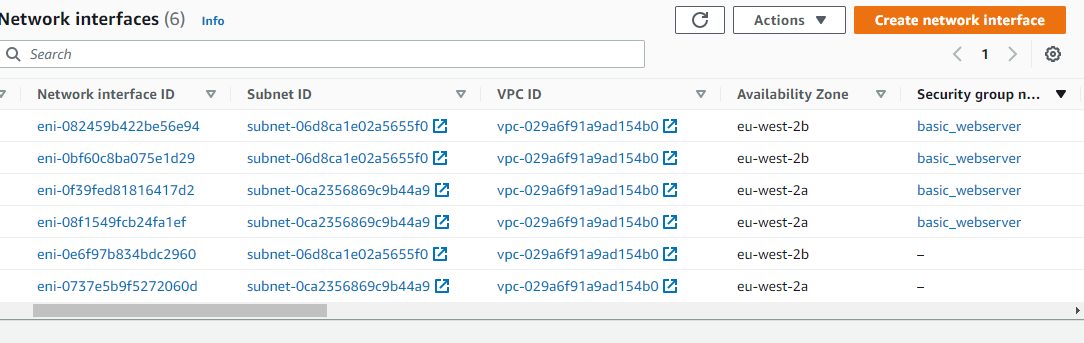 Network interfaces (6) Info Actions Create network interface
Search 1
Network interface ID Subnet ID VPC ID Availability Zone Security group n...
eni-082459b422be56e94 subnet-06d8ca1e02a5655f0 vpc-029a6f91a9ad154b0 eu-west-2b basic_webserver
eni-0bf60c8ba075e1d29 subnet-06d8ca1e02a5655f0 vpc-029a6f91a9ad154b0 eu-west-2b basic_webserver
eni-0f39fed81816417d2 subnet-0ca2356869c9b44a9 vpc-029a6f91a9ad154b0 eu-west-2a basic_webserver
eni-08f1549fcb24fa1ef subnet-0ca2356869c9b44a9 vpc-029a6f91a9ad154b0 eu-west-2a basic_webserver
eni-0e6f97b834bdc2960 subnet-06d8ca1e02a5655f0 vpc-029a6f91a9ad154b0 eu-west-2b –
eni-0737e5b9f5272060d subnet-0ca2356869c9b44a9 vpc-029a6f91a9ad154b0 eu-west-2a –